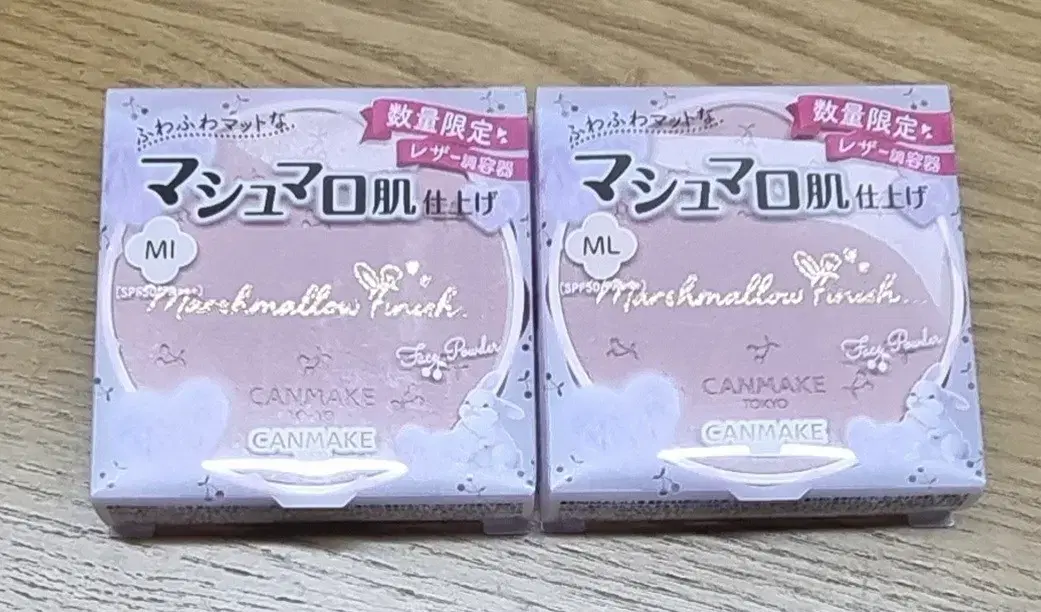 ふわふわマットな
数量限定
レザー調容器
マシュマロ肌仕上げ
MI
Marshmallow Finish
Face Powder
CANMAKE
CANMAKE
ふわふわマットな
数量限定
レザー調容器
マシュマロ肌仕上げ
ML
Marshmallow Finish
Face Powder
CANMAKE
TOKYO
CANMAKE